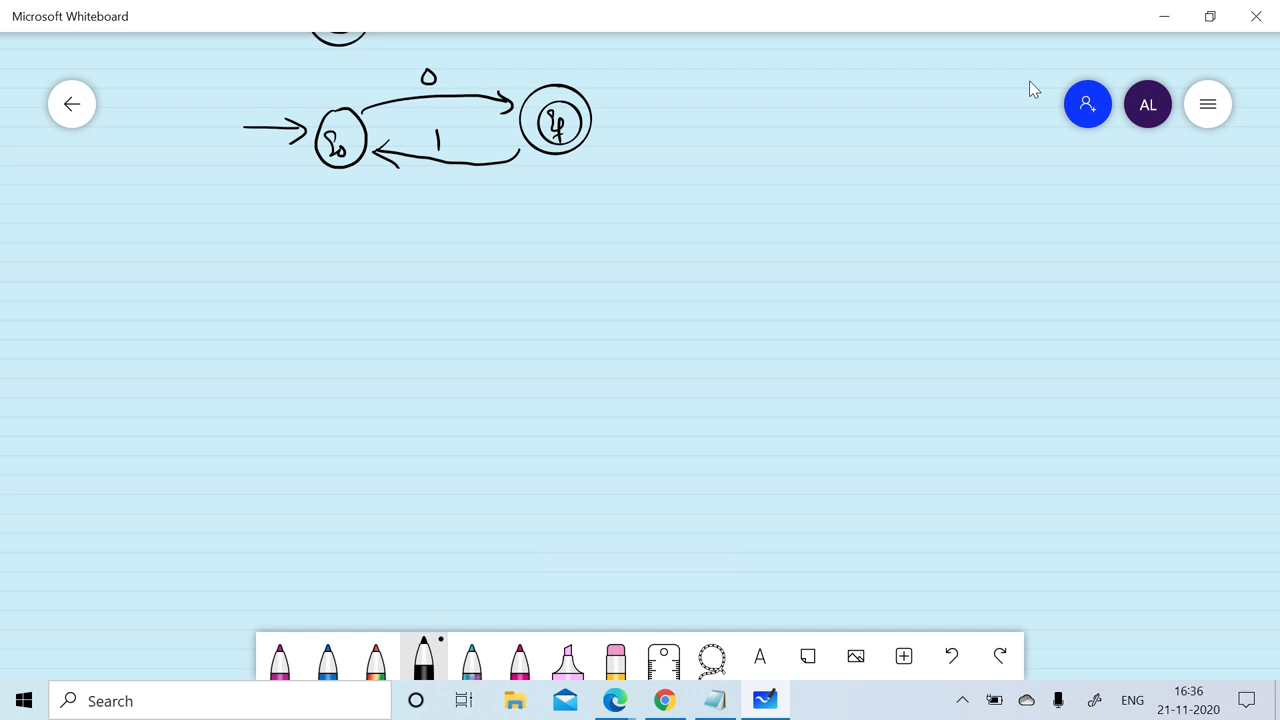 Microsoft Whiteboard
0
q0
1
qf
AL
A
Search
ENG
16:36
21-11-2020